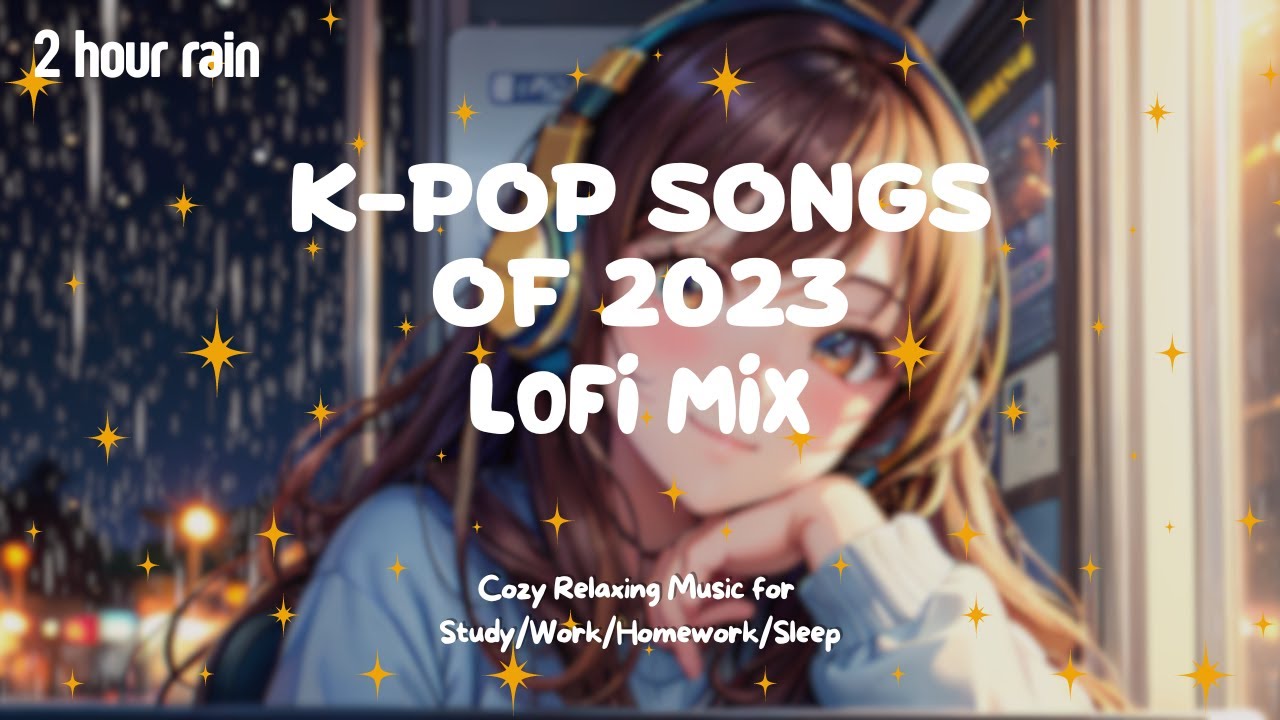 2 hour rain
K-POP SONGS
OF 2023
LoFi Mix
Cozy Relaxing Music for
Study/Work/Homework/Sleep